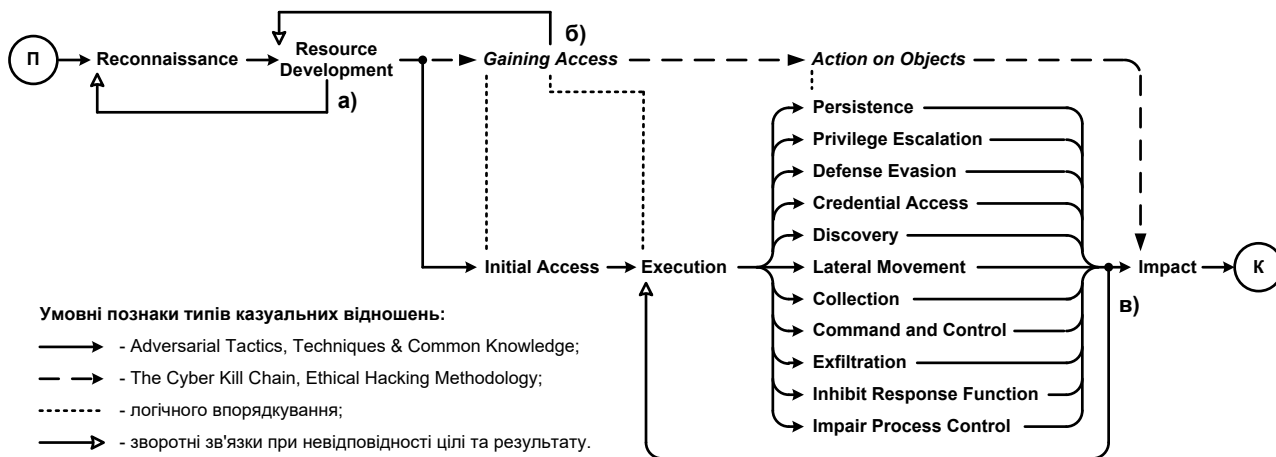 б)
П
Reconnaissance
Resource
Development
Gaining Access
Action on Objects
а)
Persistence
Privilege Escalation
Defense Evasion
Credential Access
Discovery
Initial Access
Execution
Lateral Movement
Impact
К
Collection
в)
Command and Control
Exfiltration
Inhibit Response Function
Impair Process Control
Умовні познаки типів казуальних відношень:
- Adversarial Tactics, Techniques & Common Knowledge;
- The Cyber Kill Chain, Ethical Hacking Methodology;
- логічного впорядкування;
- зворотні зв'язки при невідповідності цілі та результату.